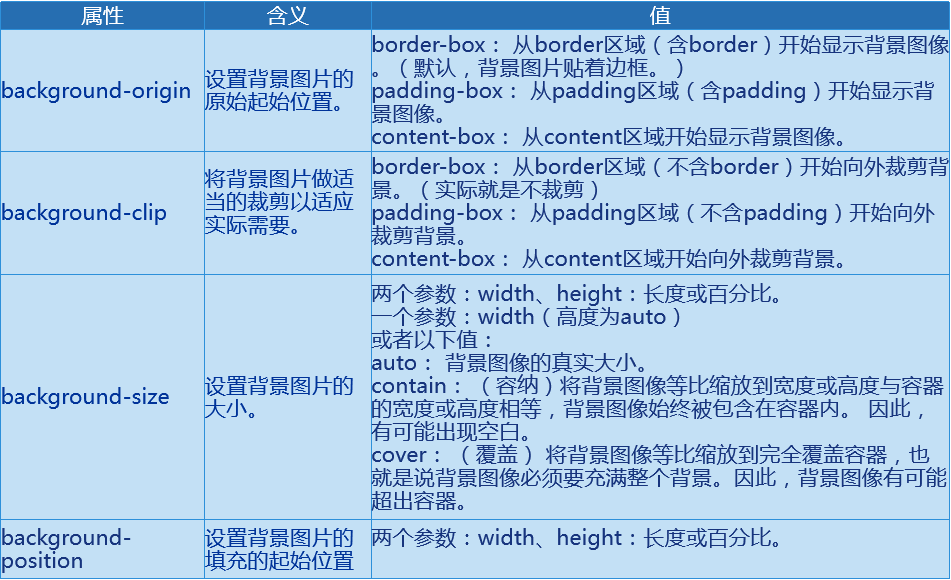 属性
含义
值
background-origin
设置背景图片的
原始起始位置。
border-box： 从border区域（含border）开始显示背景图像
。（默认，背景图片贴着边框。）
padding-box： 从padding区域（含padding）开始显示背
景图像。
content-box： 从content区域开始显示背景图像。
background-clip
将背景图片做适
当的裁剪以适应
实际需要。
border-box： 从border区域（不含border）开始向外裁剪背
景。（实际就是不裁剪）
padding-box： 从padding区域（不含padding）开始向外
裁剪背景。
content-box： 从content区域开始向外裁剪背景。
background-size
设置背景图片的
大小。
两个参数：width、height：长度或百分比。
一个参数：width（高度为auto）
或者以下值：
auto： 背景图像的真实大小。
contain： （容纳）将背景图像等比缩放到宽度或高度与容器
的宽度或高度相等，背景图像始终被包含在容器内。 因此，
有可能出现空白。
cover： （覆盖） 将背景图像等比缩放到完全覆盖容器，也
就是说背景图像必须要充满整个背景。因此，背景图像有可能
超出容器。
background-
position
设置背景图片的
填充的起始位置
两个参数：width、height：长度或百分比。